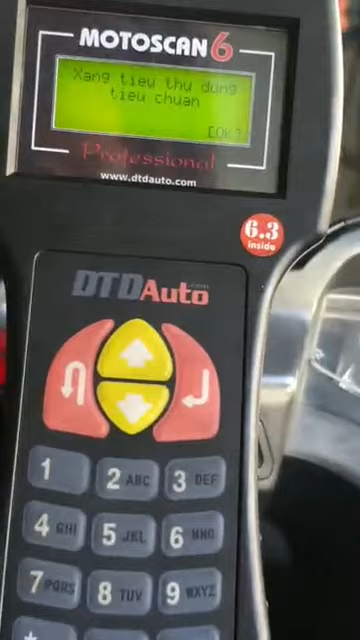 MOTOSCAN6
Xang tieu thu dung
tieu chuan
[OK]
Professional
www.dtdauto.com
6.3
inside
DTDAuto
1
2 ABC
3 DEF
4 GHI
5 JKL
6 MNO
7 PQRS
8 TUV
9 WXYZ
*